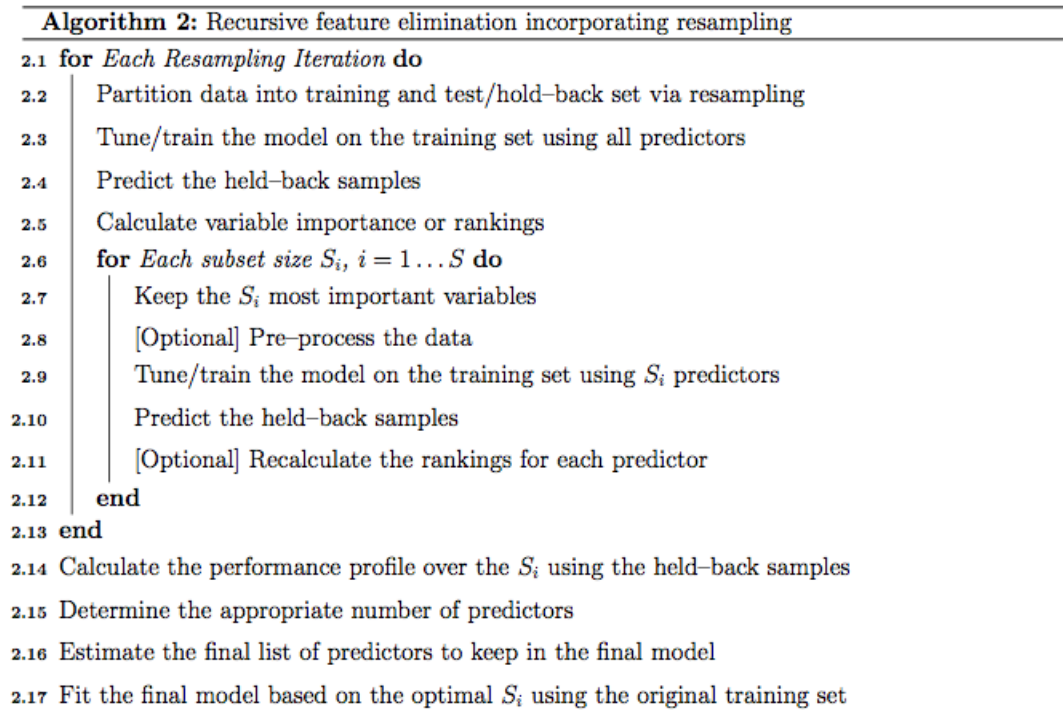 Algorithm 2: Recursive feature elimination incorporating resampling
2.1 for Each Resampling Iteration do
2.2 Partition data into training and test/hold–back set via resampling
2.3 Tune/train the model on the training set using all predictors
2.4 Predict the held–back samples
2.5 Calculate variable importance or rankings
2.6 for Each subset size Sᵢ, i = 1 . . . S do
2.7 Keep the Sᵢ most important variables
2.8 [Optional] Pre–process the data
2.9 Tune/train the model on the training set using Sᵢ predictors
2.10 Predict the held–back samples
2.11 [Optional] Recalculate the rankings for each predictor
2.12 end
2.13 end
2.14 Calculate the performance profile over the Sᵢ using the held–back samples
2.15 Determine the appropriate number of predictors
2.16 Estimate the final list of predictors to keep in the final model
2.17 Fit the final model based on the optimal Sᵢ using the original training set